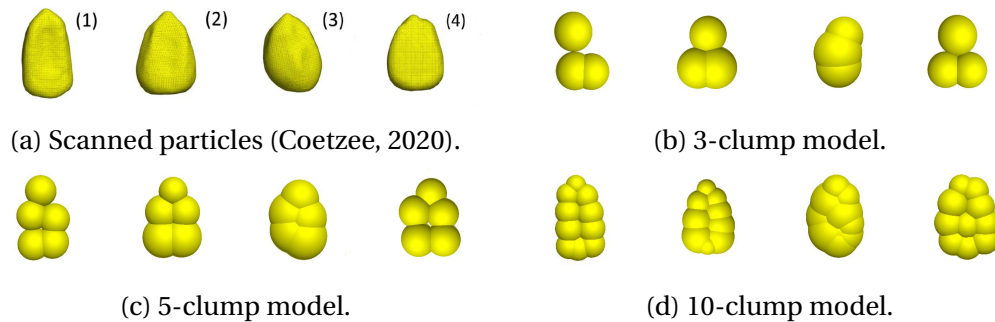 (1)
(2)
(3)
(4)
(a) Scanned particles (Coetzee, 2020).
(b) 3-clump model.
(c) 5-clump model.
(d) 10-clump model.